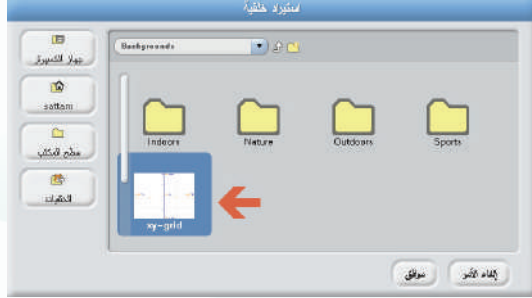 استيراد خلفية
جهاز الكمبيوتر
sattam
سطح المكتب
الخلفيات
Backgrounds
Indoors
Nature
Outdoors
Sports
xy-grid
موافق
إلغاء الأمر